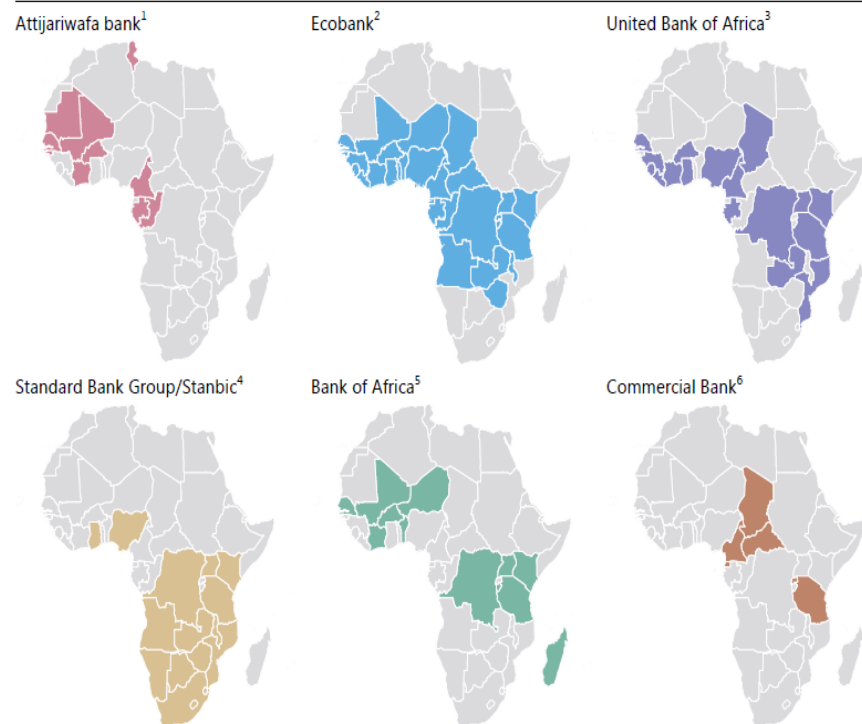 Attijariwafa bank1
Ecobank2
United Bank of Africa3
Standard Bank Group/Stanbic4
Bank of Africa5
Commercial Bank6